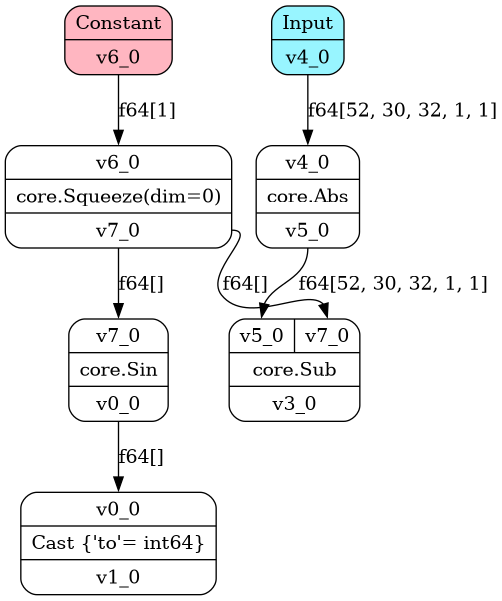 Constant
v6_0
Input
v4_0
f64[1]
f64[52, 30, 32, 1, 1]
v6_0
core.Squeeze(dim=0)
v7_0
v4_0
core.Abs
v5_0
f64[]
f64[]
f64[52, 30, 32, 1, 1]
v7_0
core.Sin
v0_0
v5_0 v7_0
core.Sub
v3_0
f64[]
v0_0
Cast {'to'= int64}
v1_0